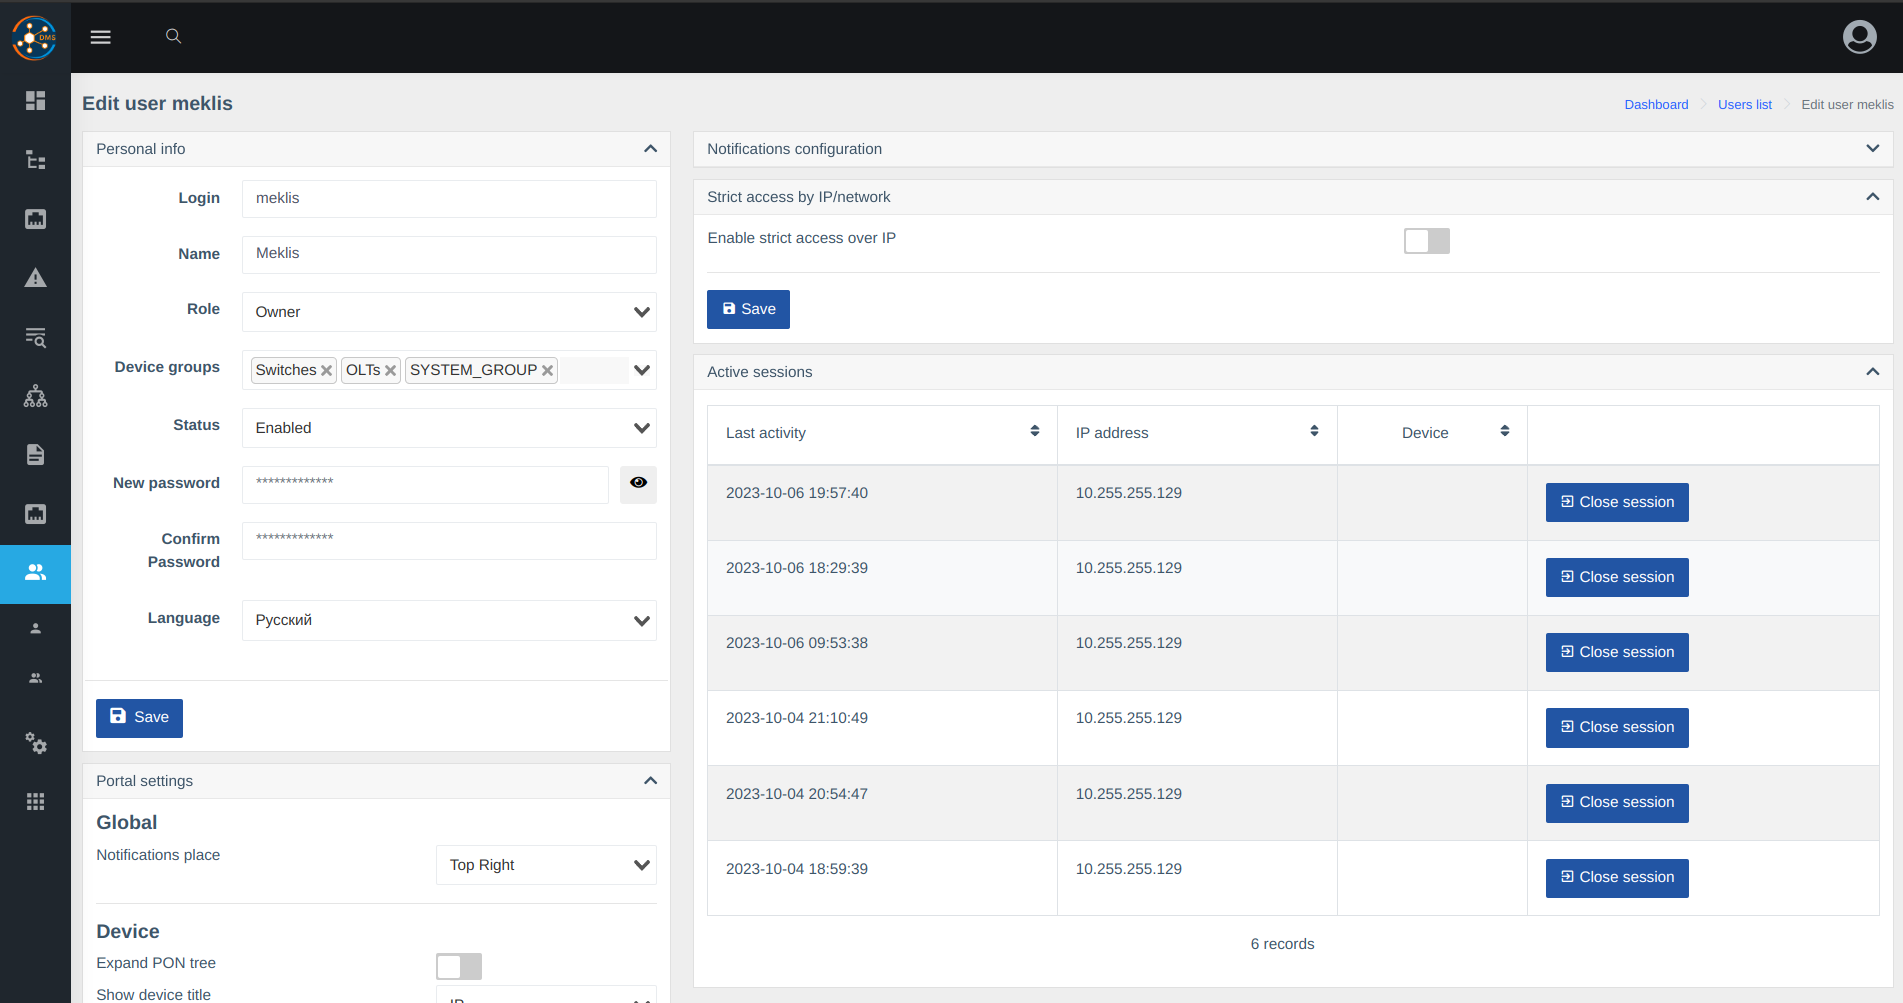 DMS
Edit user meklis
Dashboard
Users list
Edit user meklis
Personal info
Login
meklis
Name
Meklis
Role
Owner
Device groups
Switches
OLTs
SYSTEM_GROUP
Status
Enabled
New password
*************
Confirm
Password
*************
Language
Русский
Save
Portal settings
Global
Notifications place
Top Right
Device
Expand PON tree
Show device title
IP
Notifications configuration
Strict access by IP/network
Enable strict access over IP
Save
Active sessions
Last activity
IP address
Device
2023-10-06 19:57:40
10.255.255.129
Close session
2023-10-06 18:29:39
10.255.255.129
Close session
2023-10-06 09:53:38
10.255.255.129
Close session
2023-10-04 21:10:49
10.255.255.129
Close session
2023-10-04 20:54:47
10.255.255.129
Close session
2023-10-04 18:59:39
10.255.255.129
Close session
6 records